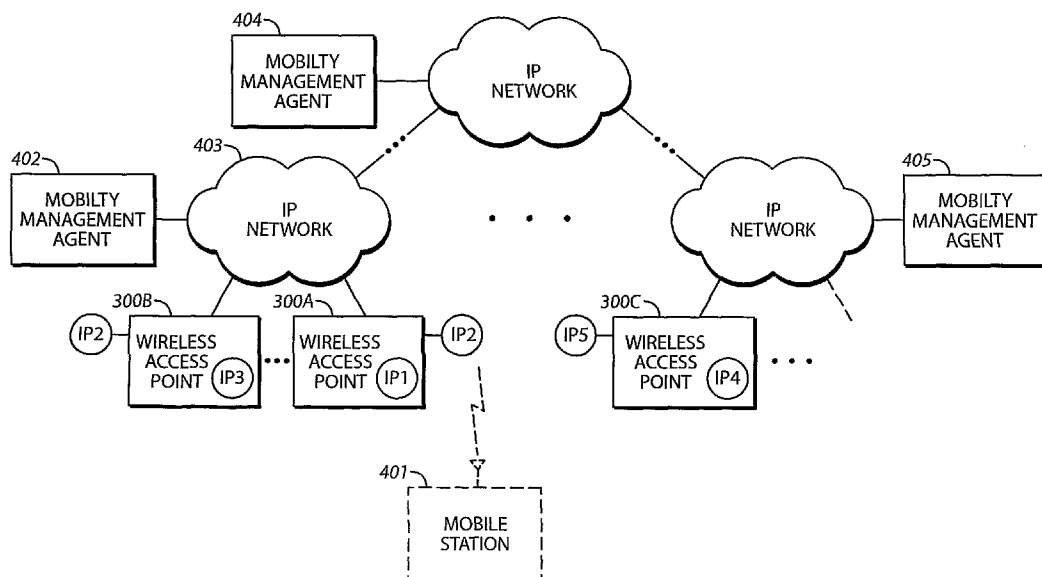 404
MOBILTY
MANAGEMENT
AGENT
IP
NETWORK
402
MOBILTY
MANAGEMENT
AGENT
403
IP
NETWORK
IP
NETWORK
405
MOBILTY
MANAGEMENT
AGENT
300B
IP2
WIRELESS
ACCESS
POINT
IP3
300A
WIRELESS
ACCESS
POINT
IP1
IP2
300C
IP5
WIRELESS
ACCESS
POINT
IP4
401
MOBILE
STATION